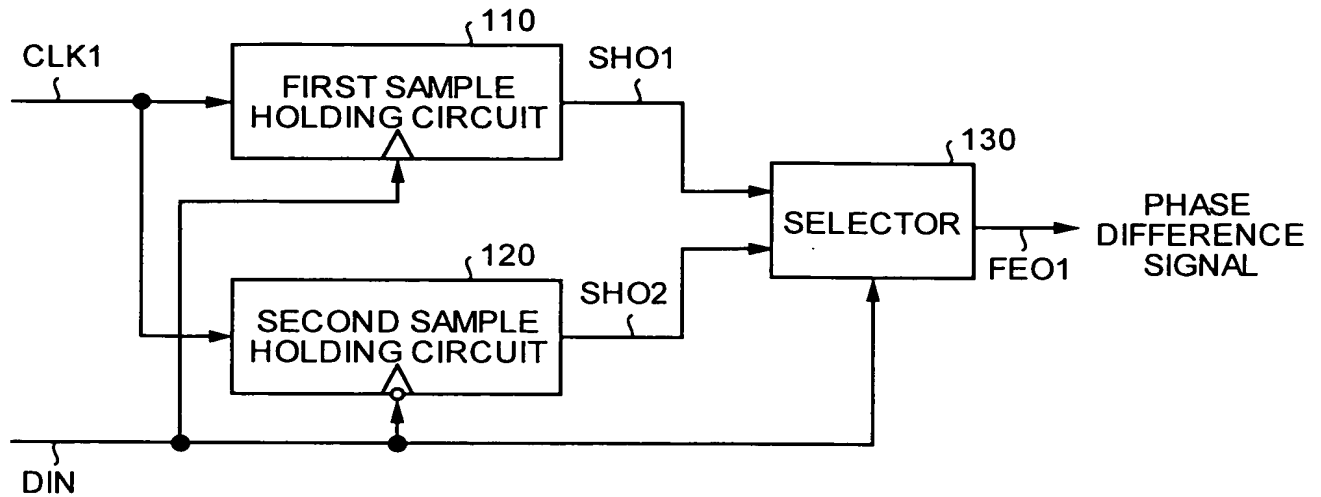 110
CLK1
FIRST SAMPLE
HOLDING CIRCUIT
SHO1
130
SELECTOR
PHASE
DIFFERENCE
SIGNAL
FEO1
120
SECOND SAMPLE
HOLDING CIRCUIT
SHO2
DIN